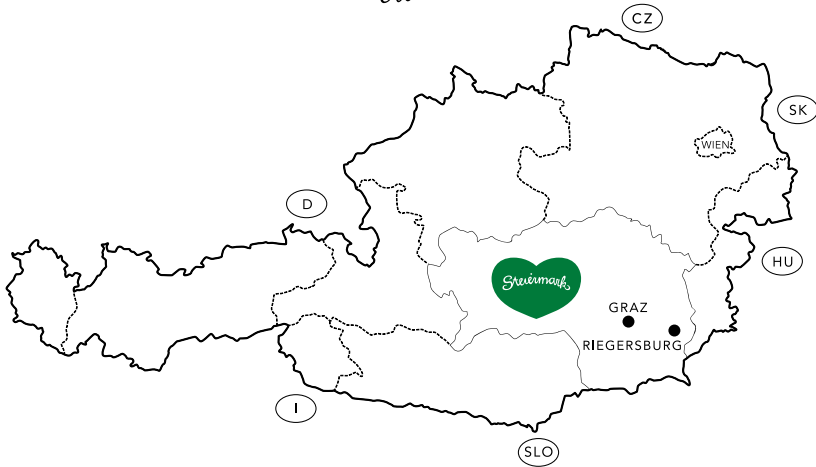 CZ
SK
WIEN
D
HU
Steiermark
GRAZ
RIEGERSBURG
I
SLO